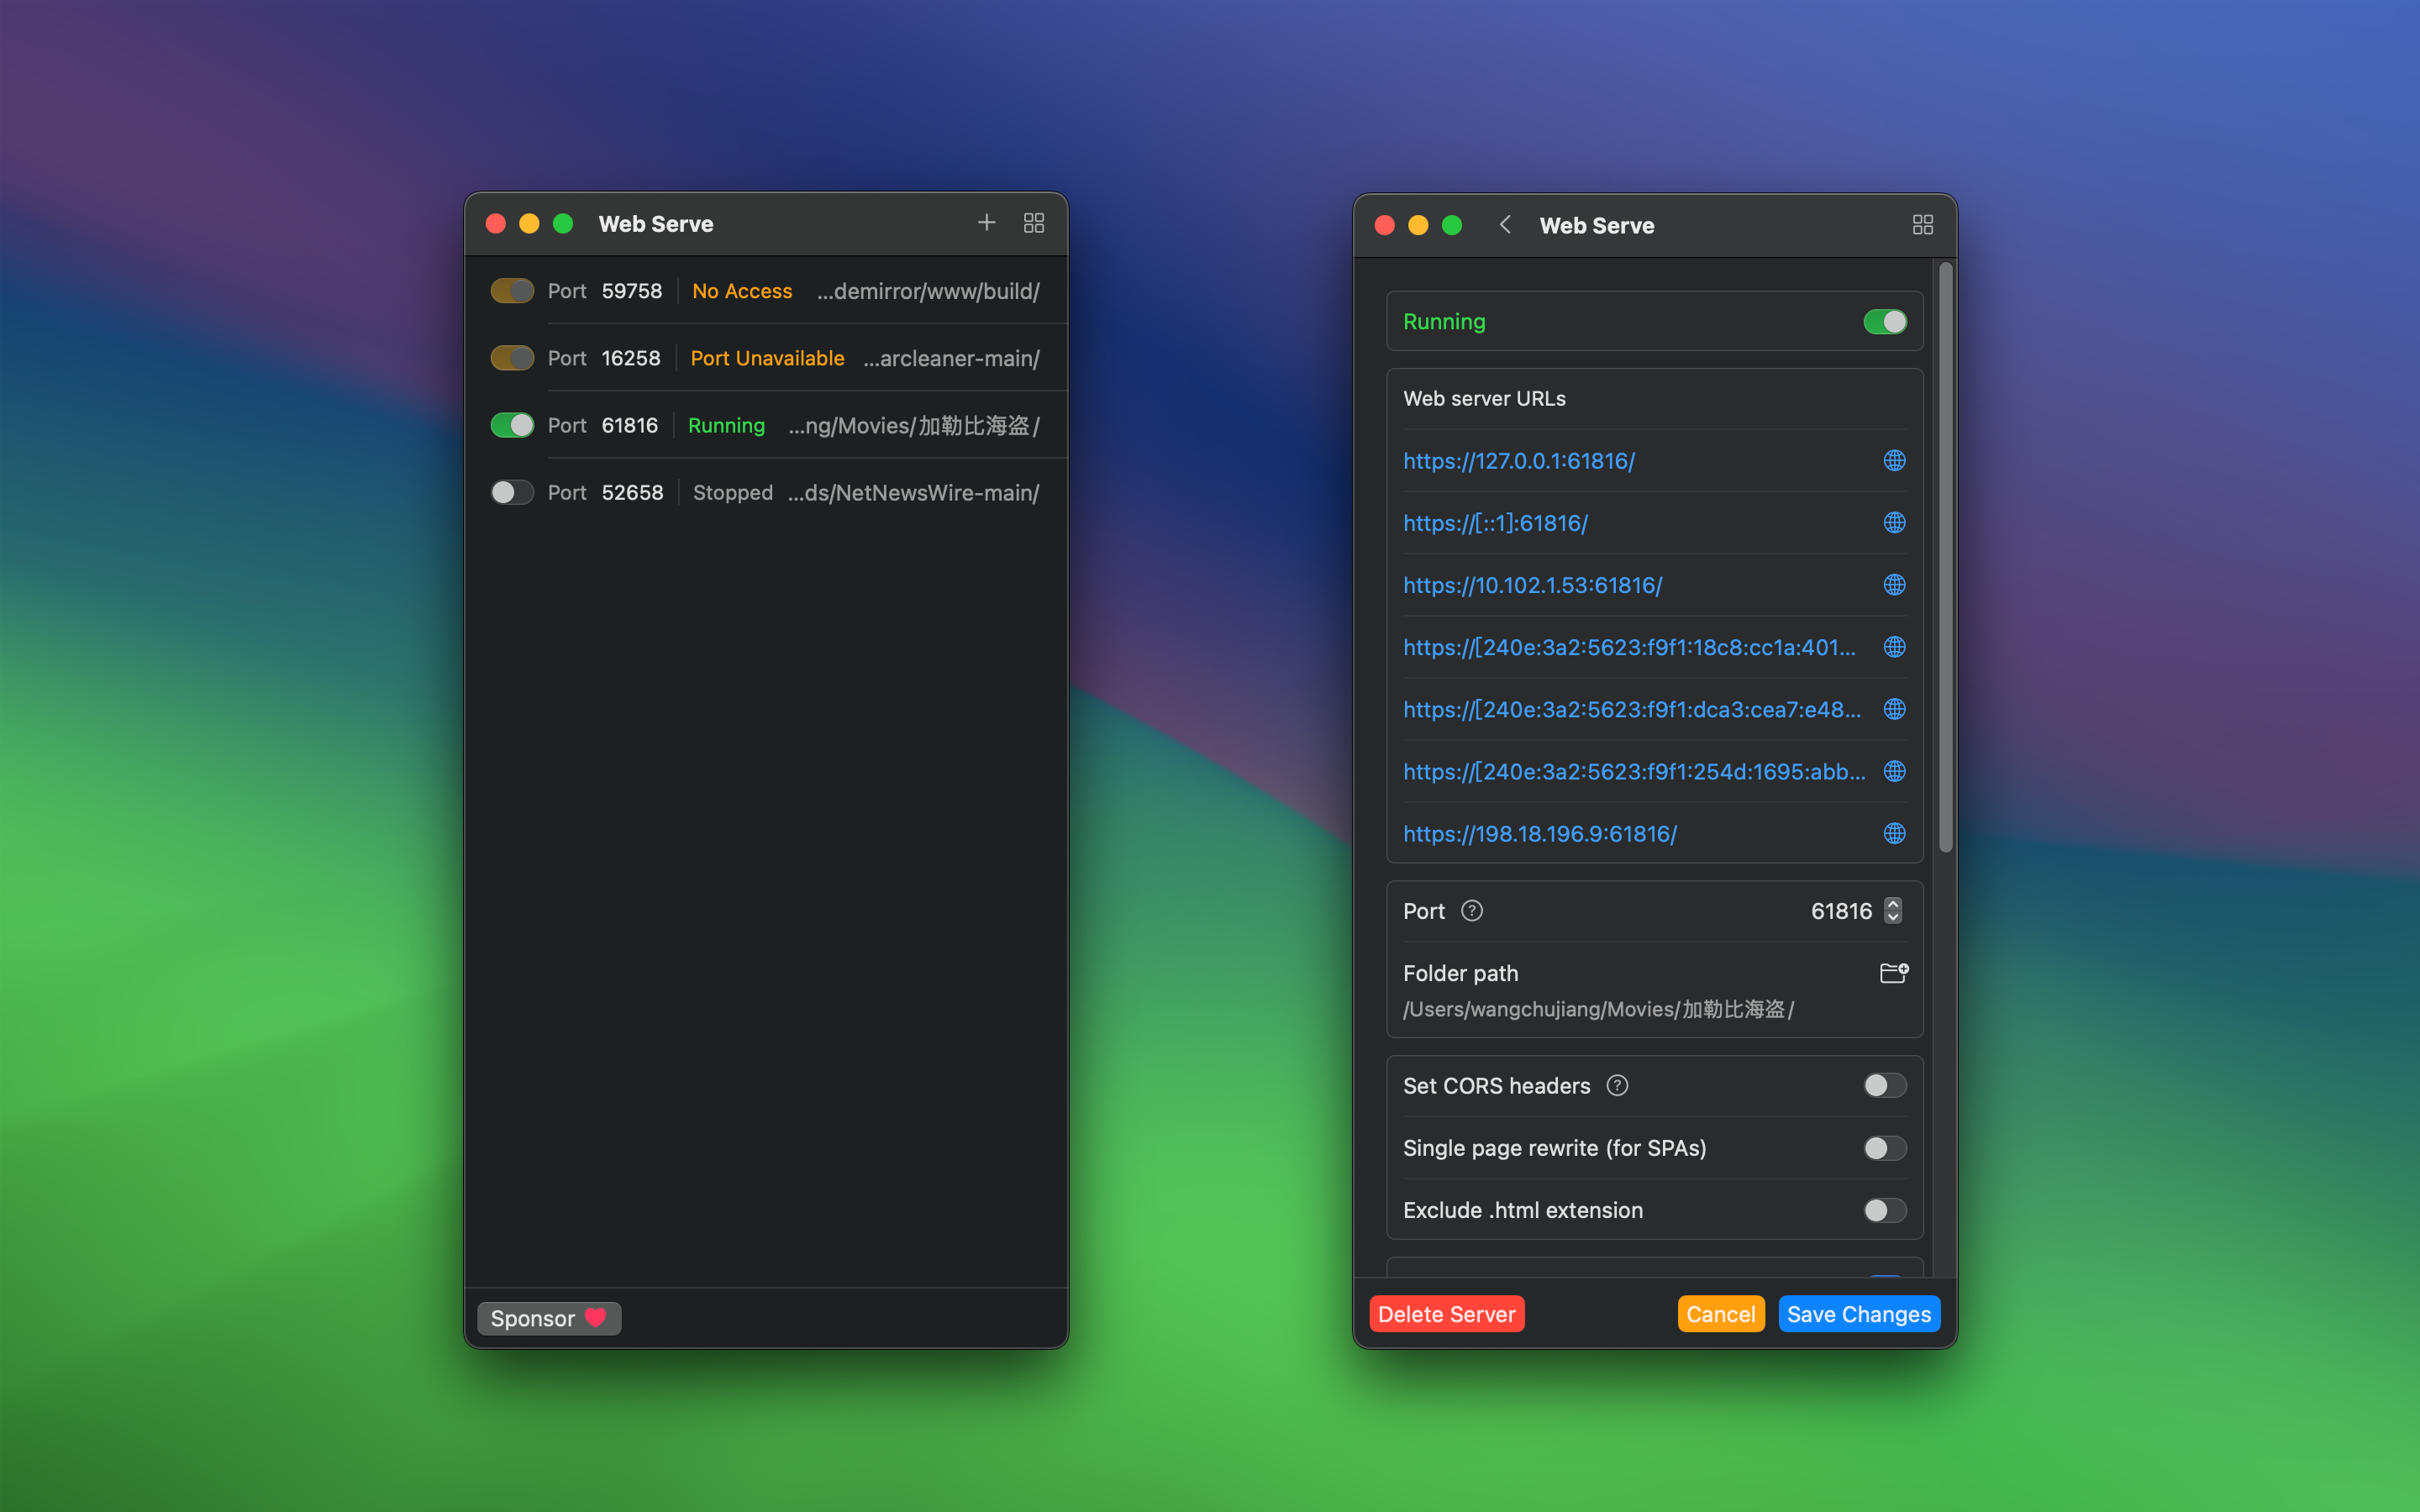 Web Serve
Port 59758 No Access ...demirror/www/build/
Port 16258 Port Unavailable ...arcleaner-main/
Port 61816 Running ...ng/Movies/加勒比海盗/
Port 52658 Stopped ...ds/NetNewsWire-main/
Sponsor
Web Serve
Running
Web server URLs
https://127.0.0.1:61816/
https://[::1]:61816/
https://10.102.1.53:61816/
https://[240e:3a2:5623:f9f1:18c8:cc1a:401...
https://[240e:3a2:5623:f9f1:dca3:cea7:e48...
https://[240e:3a2:5623:f9f1:254d:1695:abb...
https://198.18.196.9:61816/
Port ? 61816
Folder path
/Users/wangchujiang/Movies/加勒比海盗/
Set CORS headers ?
Single page rewrite (for SPAs)
Exclude .html extension
Delete Server Cancel Save Changes